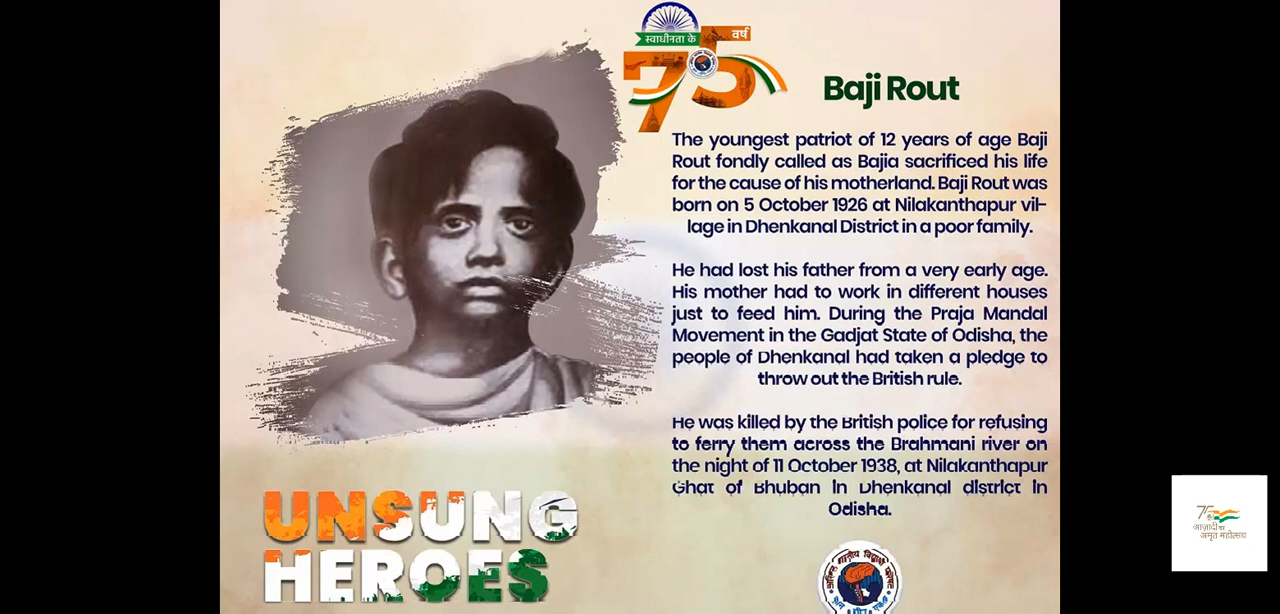 स्वाधीनता के
वर्ष
75
Baji Rout
The youngest patriot of 12 years of age Baji
Rout fondly called as Bajia sacrificed his life
for the cause of his motherland. Baji Rout was
born on 5 October 1926 at Nilakanthapur vil-
lage in Dhenkanal District in a poor family.
He had lost his father from a very early age.
His mother had to work in different houses
just to feed him. During the Praja Mandal
Movement in the Gadjat State of Odisha, the
people of Dhenkanal had taken a pledge to
throw out the British rule.
He was killed by the British police for refusing
to ferry them across the Brahmani river on
the night of 11 October 1938, at Nilakanthapur
Ghat of Bhuban in Dhenkanal district in
Odisha.
UNSUNG
HEROES
अखिल भारतीय विद्यार्थी परिषद
75
आज़ादी का
अमृत महोत्सव